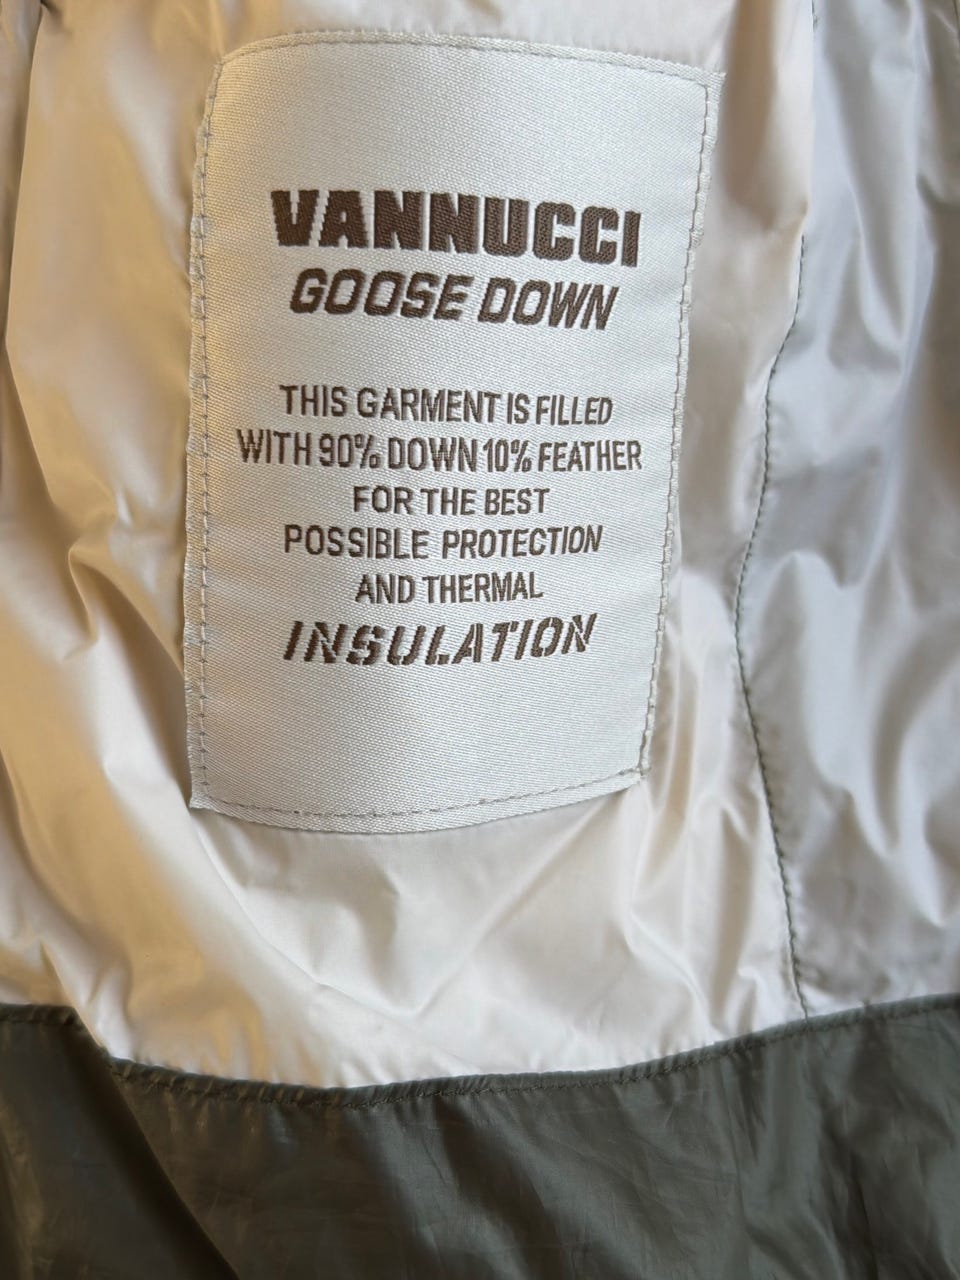 VANNUCCI
GOOSE DOWN
THIS GARMENT IS FILLED
WITH 90% DOWN 10% FEATHER
FOR THE BEST
POSSIBLE PROTECTION
AND THERMAL
INSULATION